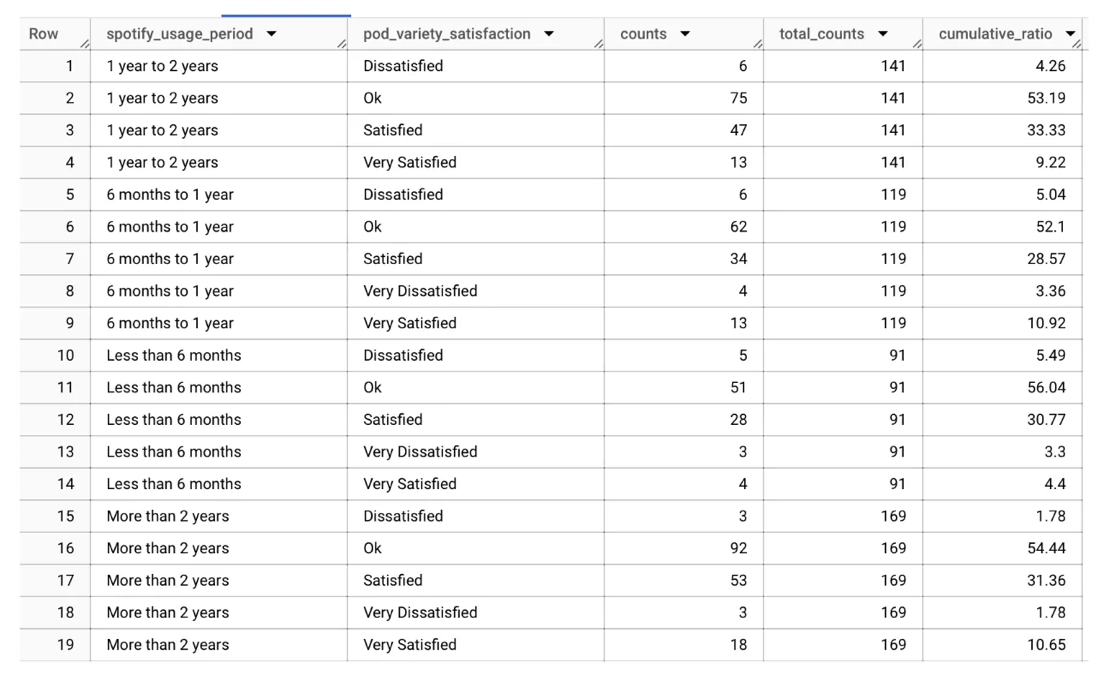 Row spotify_usage_period pod_variety_satisfaction counts total_counts cumulative_ratio
1 1 year to 2 years Dissatisfied 6 141 4.26
2 1 year to 2 years Ok 75 141 53.19
3 1 year to 2 years Satisfied 47 141 33.33
4 1 year to 2 years Very Satisfied 13 141 9.22
5 6 months to 1 year Dissatisfied 6 119 5.04
6 6 months to 1 year Ok 62 119 52.1
7 6 months to 1 year Satisfied 34 119 28.57
8 6 months to 1 year Very Dissatisfied 4 119 3.36
9 6 months to 1 year Very Satisfied 13 119 10.92
10 Less than 6 months Dissatisfied 5 91 5.49
11 Less than 6 months Ok 51 91 56.04
12 Less than 6 months Satisfied 28 91 30.77
13 Less than 6 months Very Dissatisfied 3 91 3.3
14 Less than 6 months Very Satisfied 4 91 4.4
15 More than 2 years Dissatisfied 3 169 1.78
16 More than 2 years Ok 92 169 54.44
17 More than 2 years Satisfied 53 169 31.36
18 More than 2 years Very Dissatisfied 3 169 1.78
19 More than 2 years Very Satisfied 18 169 10.65